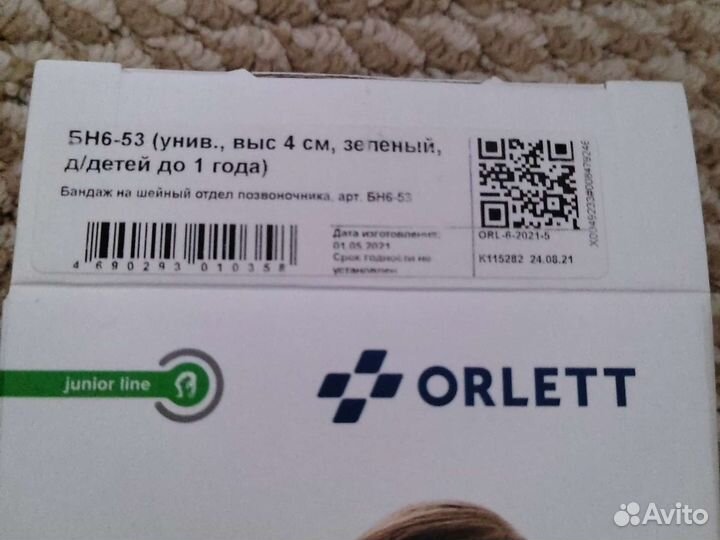 БН6-53 (унив., выс 4 см, зеленый,
д/детей до 1 года)
Бандаж на шейный отдел позвоночника, арт. БН6-53
4 690293 010358
Дата изготовления:
01.05.2021
Срок годности не
установлен
ORL-6-2021-5
K115282 24.08.21
junior line
ORLETT
Avito